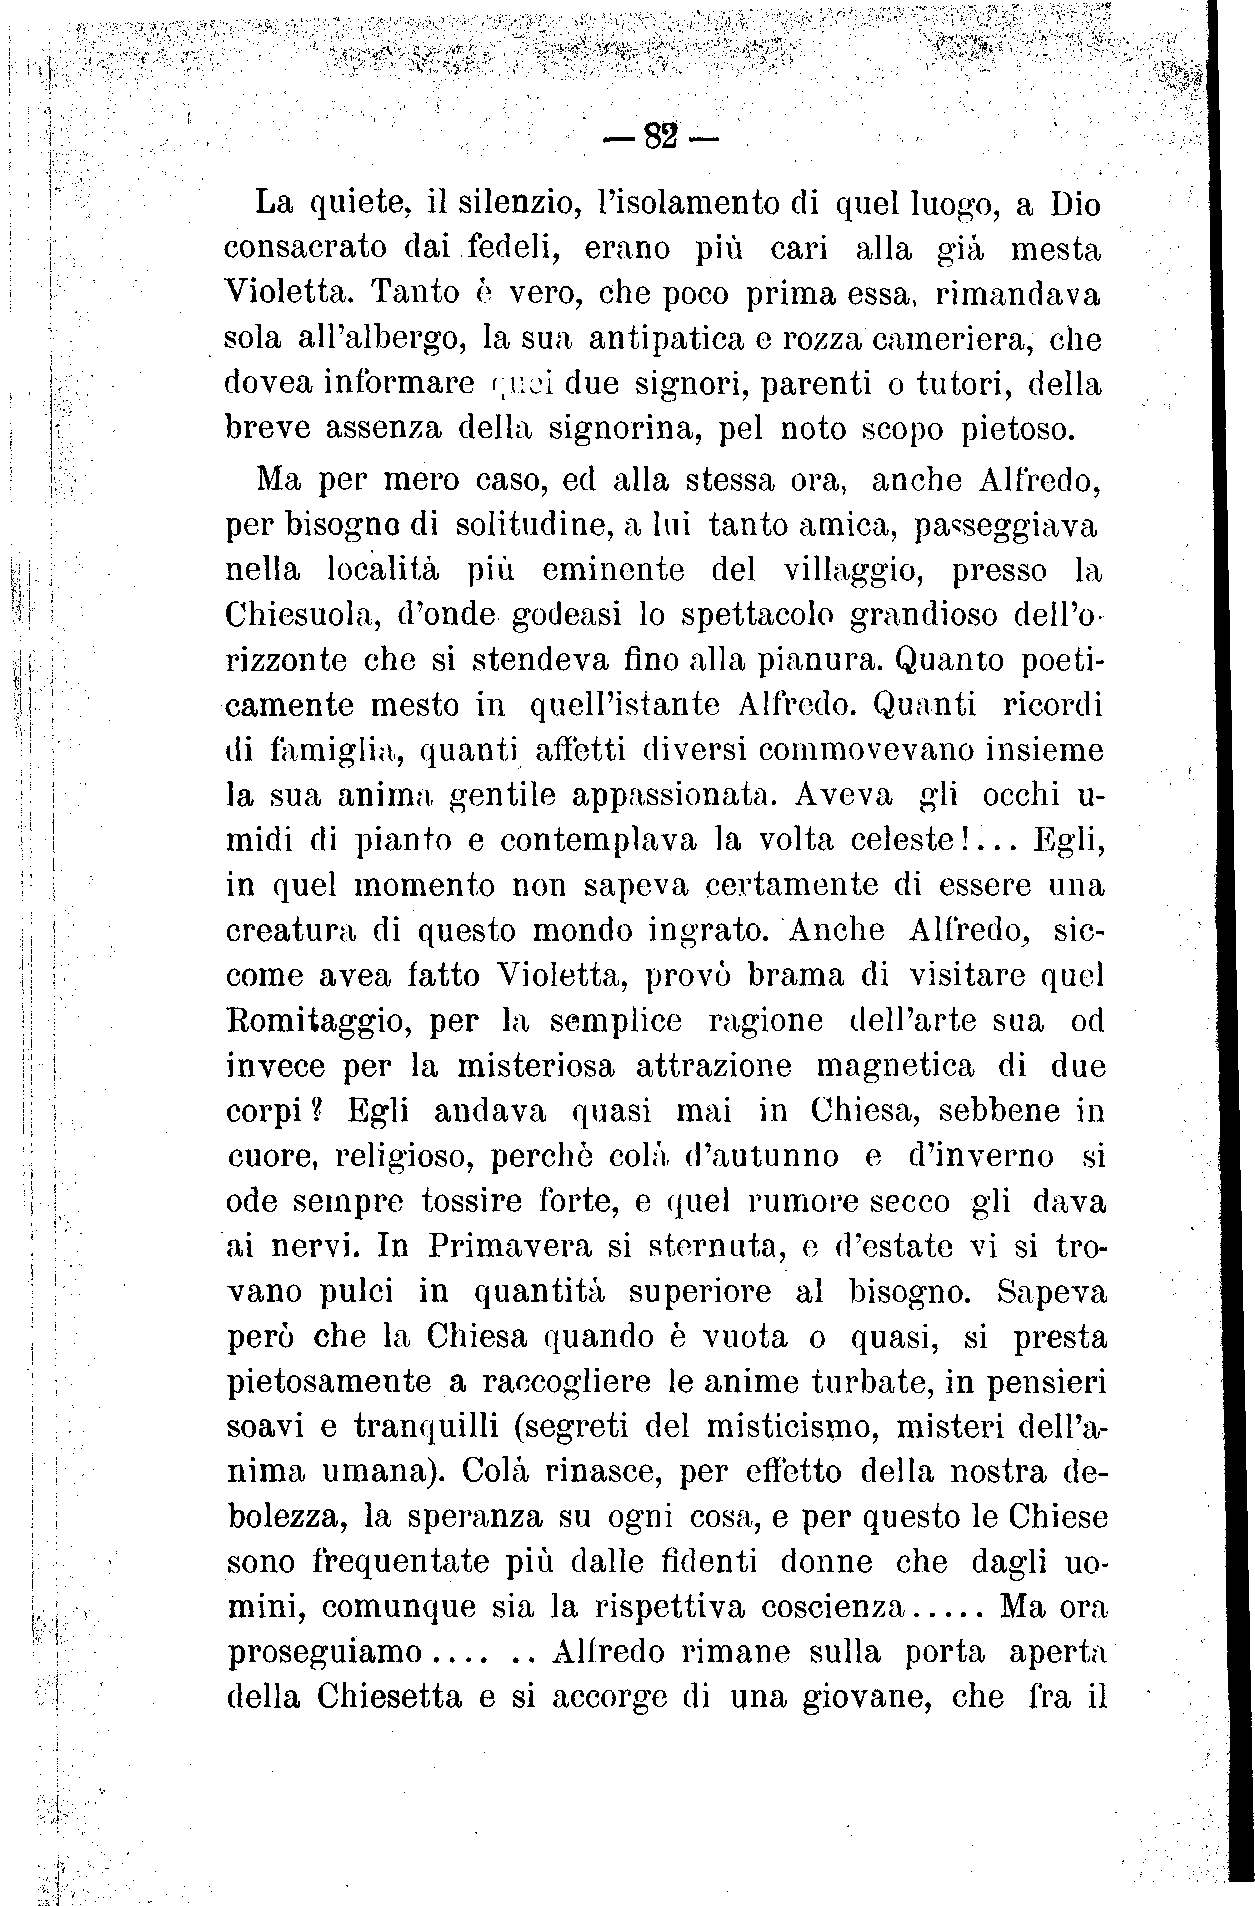 — 82 —
La quiete, il silenzio, l'isolamento di quel luogo, a Dio
consacrato dai fedeli, erano più cari alla già mesta
Violetta. Tanto è vero, che poco prima essa, rimandava
sola all'albergo, la sua antipatica e rozza cameriera, che
dovea informare quei due signori, parenti o tutori, della
breve assenza della signorina, pel noto scopo pietoso.
Ma per mero caso, ed alla stessa ora, anche Alfredo,
per bisogno di solitudine, a lui tanto amica, passeggiava
nella località più eminente del villaggio, presso la
Chiesuola, d'onde godeasi lo spettacolo grandioso dell'o-
rizzonte che si stendeva fino alla pianura. Quanto poeti-
camente mesto in quell'istante Alfredo. Quanti ricordi
di famiglia, quanti affetti diversi commovevano insieme
la sua anima gentile appassionata. Aveva gli occhi u-
midi di pianto e contemplava la volta celeste!... Egli,
in quel momento non sapeva certamente di essere una
creatura di questo mondo ingrato. Anche Alfredo, sic-
come avea fatto Violetta, provò brama di visitare quel
Romitaggio, per la semplice ragione dell'arte sua od
invece per la misteriosa attrazione magnetica di due
corpi? Egli andava quasi mai in Chiesa, sebbene in
cuore, religioso, perchè colà d'autunno e d'inverno si
ode sempre tossire forte, e quel rumore secco gli dava
ai nervi. In Primavera si sternuta, e d'estate vi si tro-
vano pulci in quantità superiore al bisogno. Sapeva
però che la Chiesa quando è vuota o quasi, si presta
pietosamente a raccogliere le anime turbate, in pensieri
soavi e tranquilli (segreti del misticismo, misteri dell'a-
nima umana). Colà rinasce, per effetto della nostra de-
bolezza, la speranza su ogni cosa, e per questo le Chiese
sono frequentate più dalle fidenti donne che dagli uo-
mini, comunque sia la rispettiva coscienza..... Ma ora
proseguiamo.... .. Alfredo rimane sulla porta aperta
della Chiesetta e si accorge di una giovane, che fra il